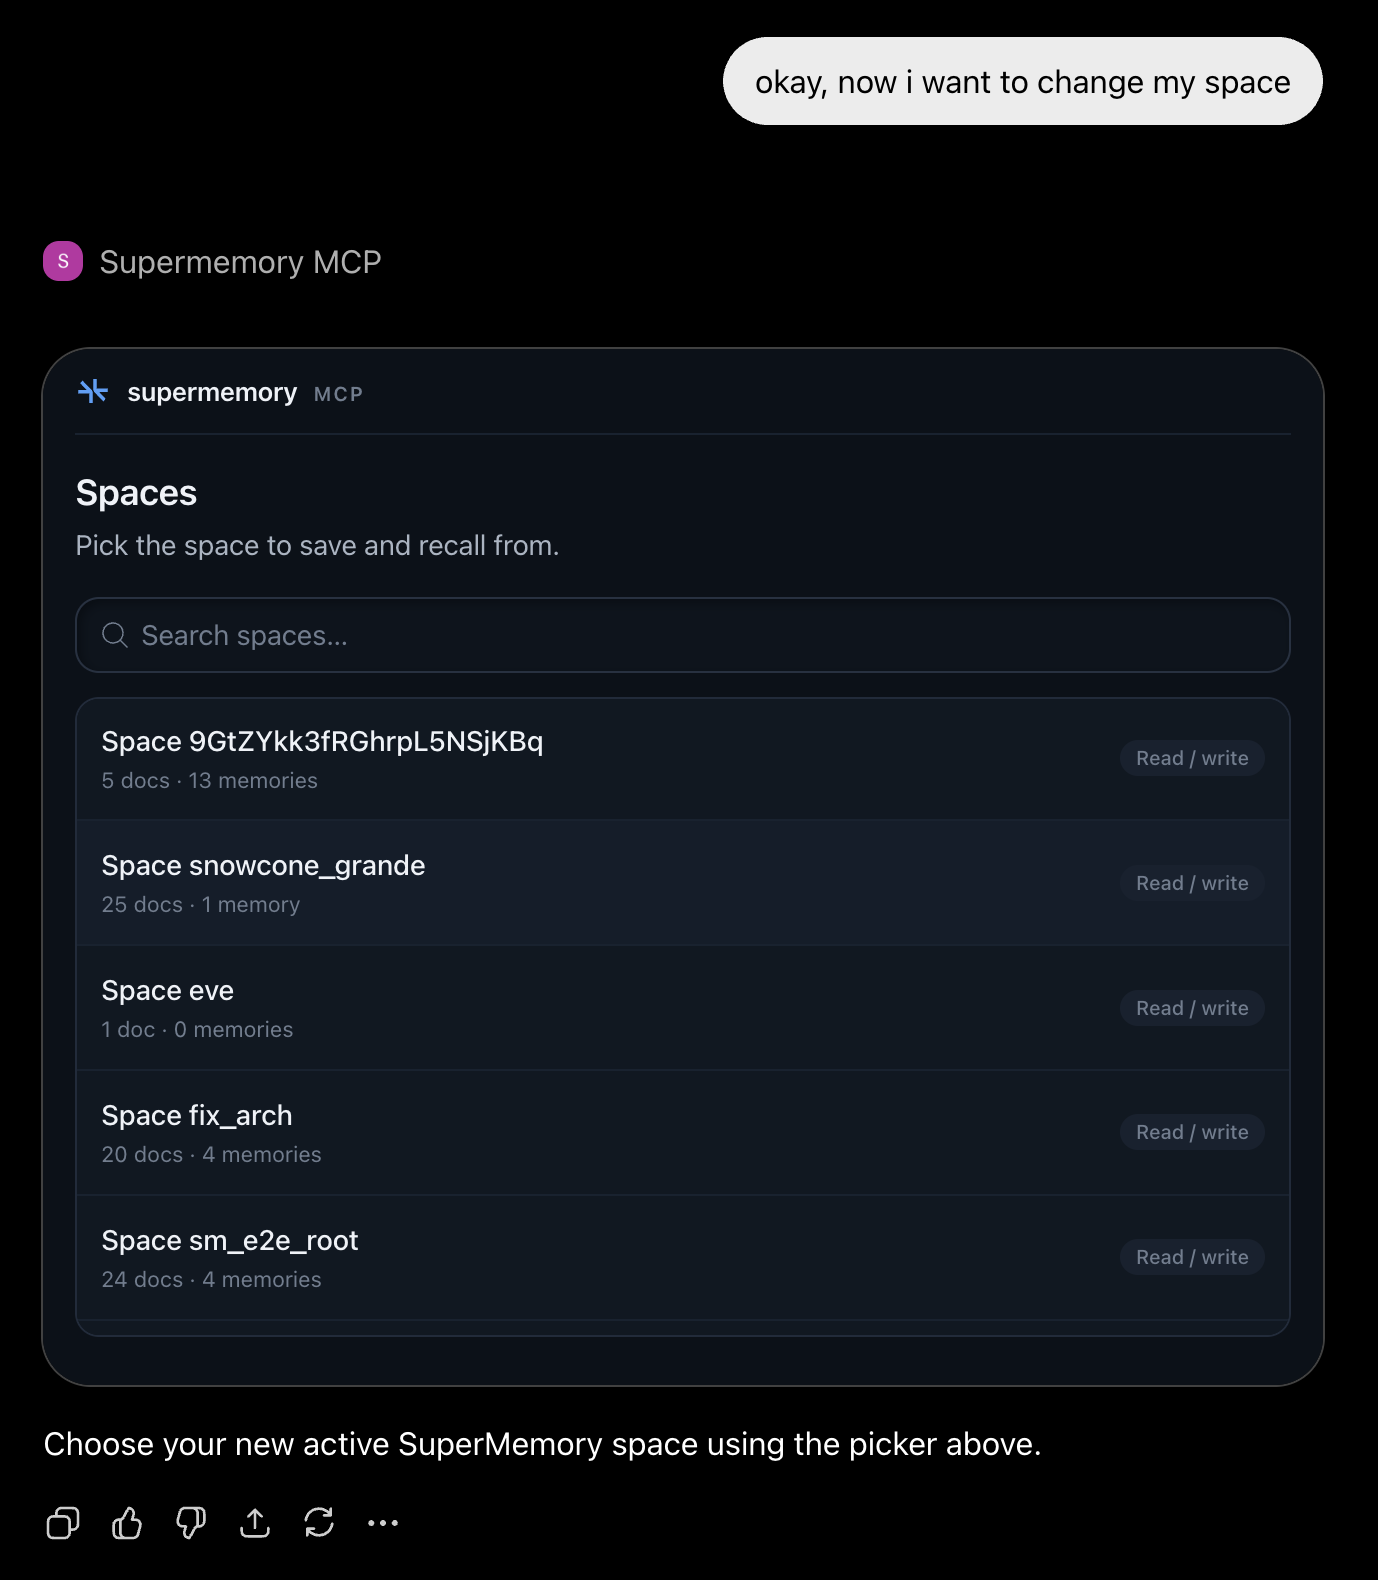 okay, now i want to change my space
S Supermemory MCP
supermemory MCP
Spaces
Pick the space to save and recall from.
Search spaces...
Space 9GtZYkk3fRGhrpL5NSjKBq
5 docs · 13 memories
Read / write
Space snowcone_grande
25 docs · 1 memory
Read / write
Space eve
1 doc · 0 memories
Read / write
Space fix_arch
20 docs · 4 memories
Read / write
Space sm_e2e_root
24 docs · 4 memories
Read / write
Choose your new active SuperMemory space using the picker above.